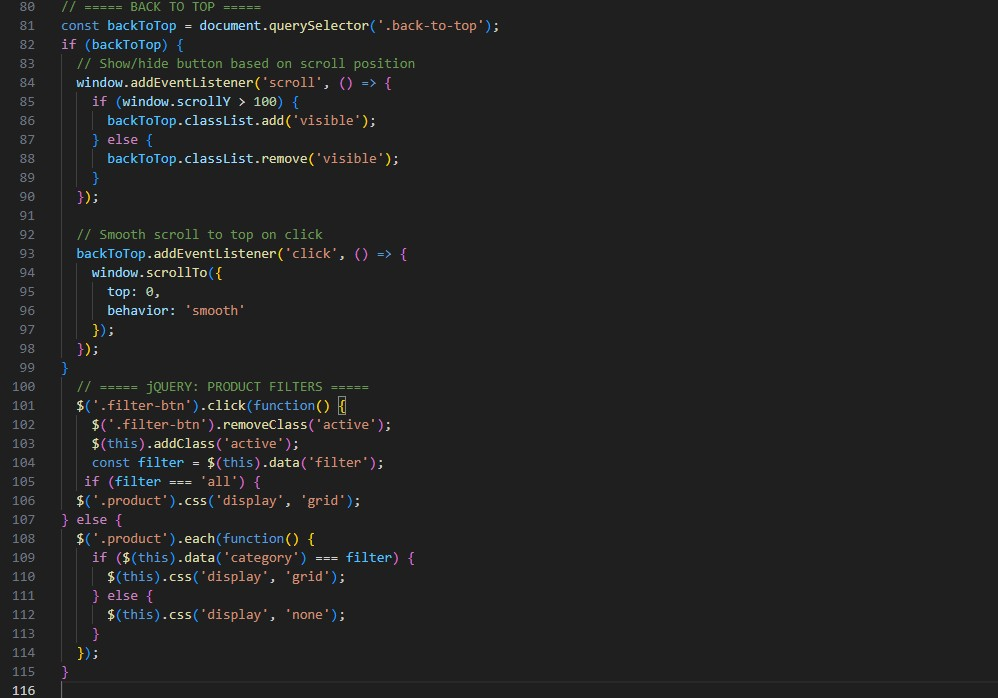 80 // ===== BACK TO TOP =====
81 const backToTop = document.querySelector('.back-to-top');
82 if (backToTop) {
83   // Show/hide button based on scroll position
84   window.addEventListener('scroll', () => {
85     if (window.scrollY > 100) {
86       backToTop.classList.add('visible');
87     } else {
88       backToTop.classList.remove('visible');
89     }
90   });
91
92   // Smooth scroll to top on click
93   backToTop.addEventListener('click', () => {
94     window.scrollTo({
95       top: 0,
96       behavior: 'smooth'
97     });
98   });
99 }
100   // ===== jQUERY: PRODUCT FILTERS =====
101   $('.filter-btn').click(function() {
102     $('.filter-btn').removeClass('active');
103     $(this).addClass('active');
104     const filter = $(this).data('filter');
105    if (filter === 'all') {
106   $('.product').css('display', 'grid');
107 } else {
108   $('.product').each(function() {
109     if ($(this).data('category') === filter) {
110       $(this).css('display', 'grid');
111     } else {
112       $(this).css('display', 'none');
113     }
114   });
115 }
116